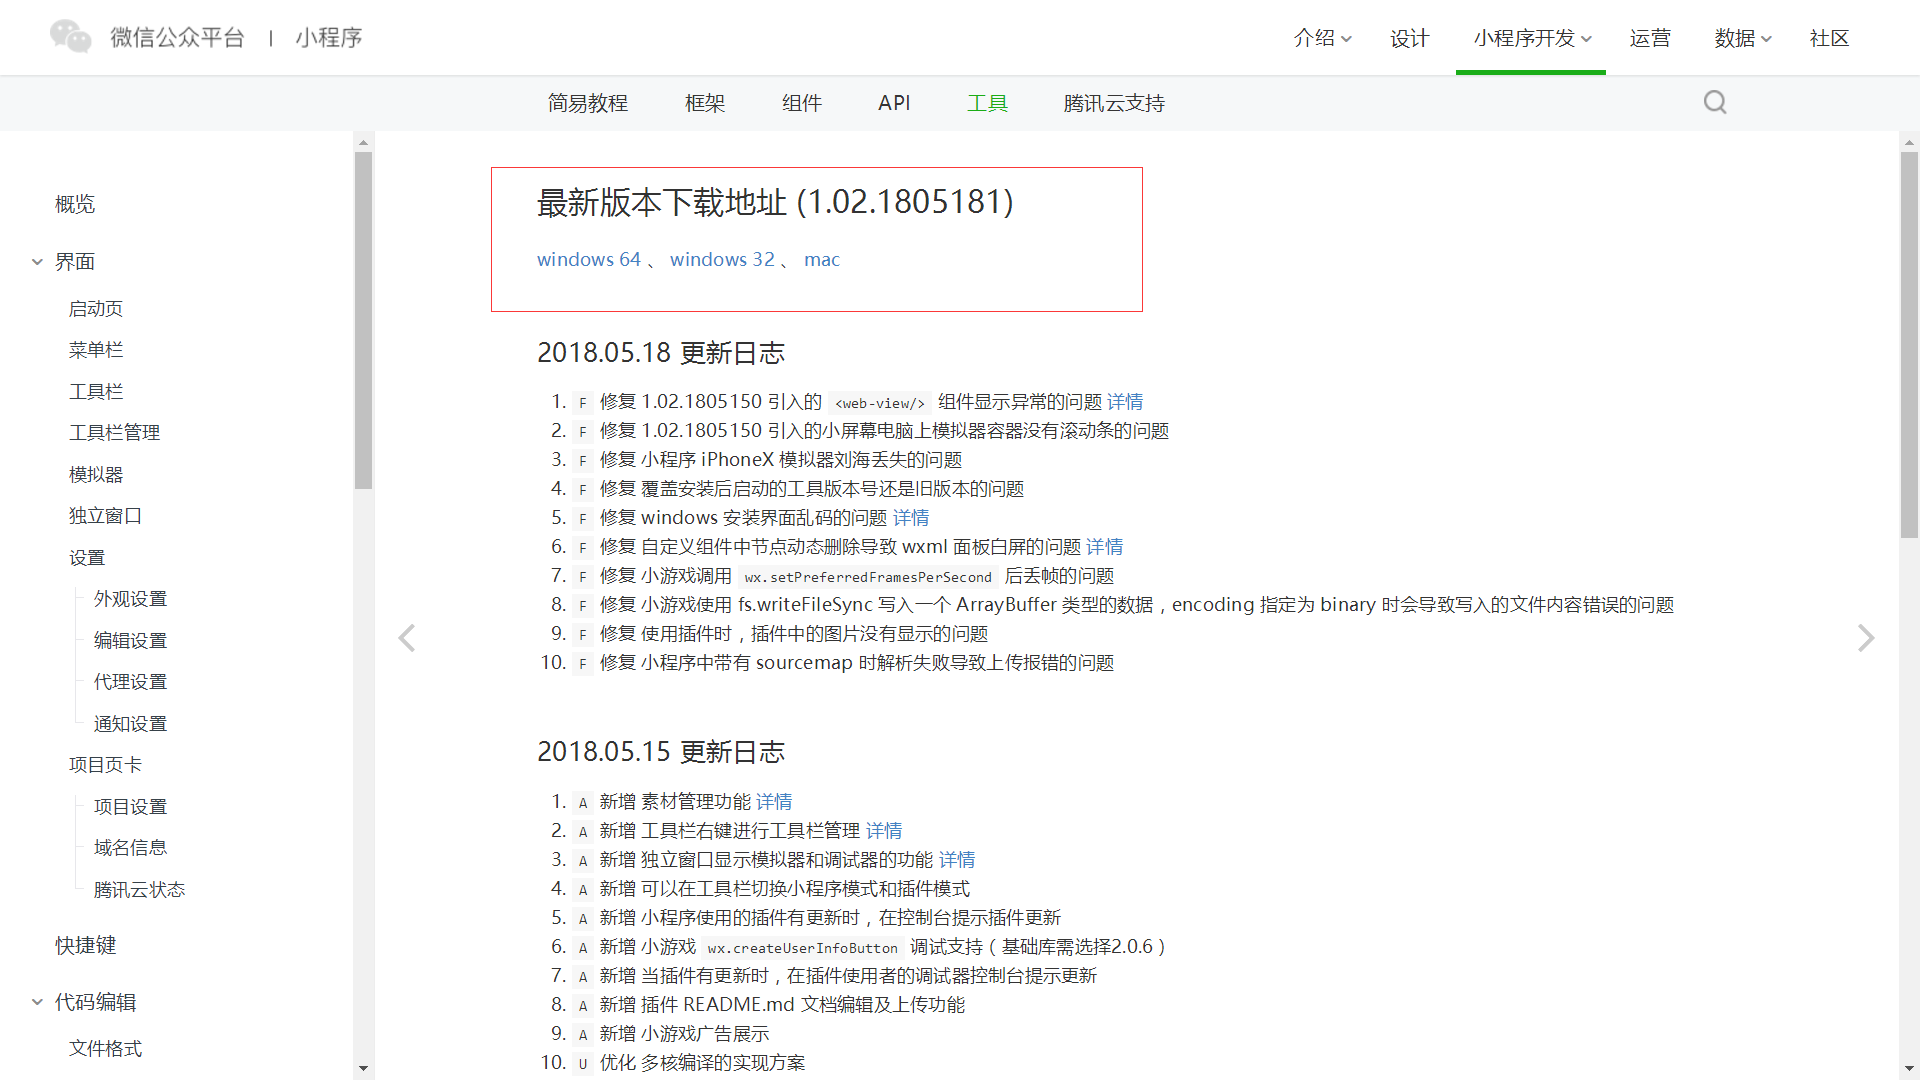 微信公众平台 | 小程序
介绍 设计 小程序开发 运营 数据 社区
简易教程 框架 组件 API 工具 腾讯云支持
概览
界面
启动页
菜单栏
工具栏
工具栏管理
模拟器
独立窗口
设置
外观设置
编辑设置
代理设置
通知设置
项目页卡
项目设置
域名信息
腾讯云状态
快捷键
代码编辑
文件格式
最新版本下载地址 (1.02.1805181)
windows 64 、 windows 32 、 mac
2018.05.18 更新日志
1. F 修复 1.02.1805150 引入的 <web-view/> 组件显示异常的问题 详情
2. F 修复 1.02.1805150 引入的小屏幕电脑上模拟器容器没有滚动条的问题
3. F 修复 小程序 iPhoneX 模拟器刘海丢失的问题
4. F 修复 覆盖安装后启动的工具版本号还是旧版本的问题
5. F 修复 windows 安装界面乱码的问题 详情
6. F 修复 自定义组件中节点动态删除导致 wxml 面板白屏的问题 详情
7. F 修复 小游戏调用 wx.setPreferredFramesPerSecond 后丢帧的问题
8. F 修复 小游戏使用 fs.writeFileSync 写入一个 ArrayBuffer 类型的数据，encoding 指定为 binary 时会导致写入的文件内容错误的问题
9. F 修复 使用插件时，插件中的图片没有显示的问题
10. F 修复 小程序中带有 sourcemap 时解析失败导致上传报错的问题
2018.05.15 更新日志
1. A 新增 素材管理功能 详情
2. A 新增 工具栏右键进行工具栏管理 详情
3. A 新增 独立窗口显示模拟器和调试器的功能 详情
4. A 新增 可以在工具栏切换小程序模式和插件模式
5. A 新增 小程序使用的插件有更新时，在控制台提示插件更新
6. A 新增 小游戏 wx.createUserInfoButton 调试支持（基础库需选择2.0.6）
7. A 新增 当插件有更新时，在插件使用者的调试器控制台提示更新
8. A 新增 插件 README.md 文档编辑及上传功能
9. A 新增 小游戏广告展示
10. U 优化 多核编译的实现方案